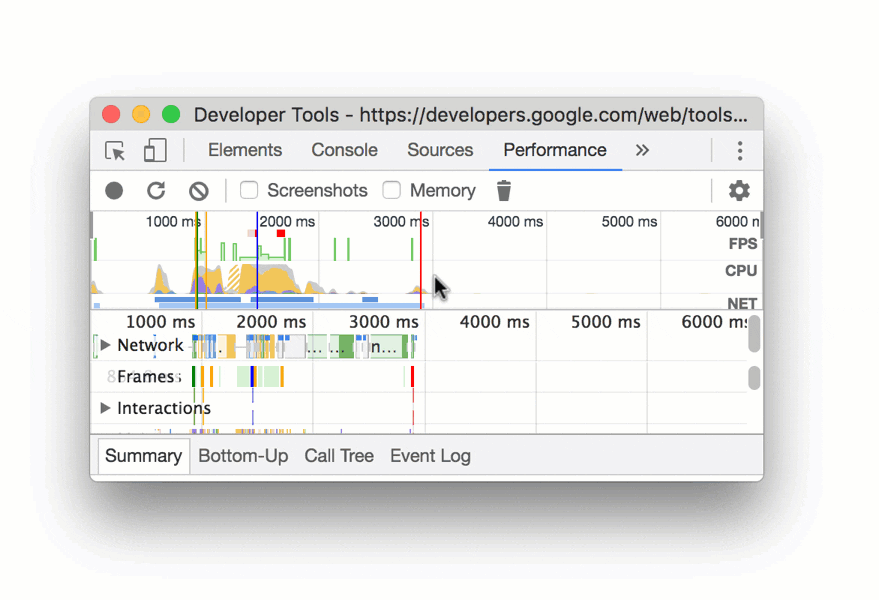 Developer Tools - https://developers.google.com/web/tools...
Elements Console Sources Performance »
Screenshots Memory
1000 ms 2000 ms 3000 ms 4000 ms 5000 ms 6000 n
FPS
CPU
NET
1000 ms 2000 ms 3000 ms 4000 ms 5000 ms 6000 ms
Network . ... ... n...
Frames
Interactions
Summary Bottom-Up Call Tree Event Log